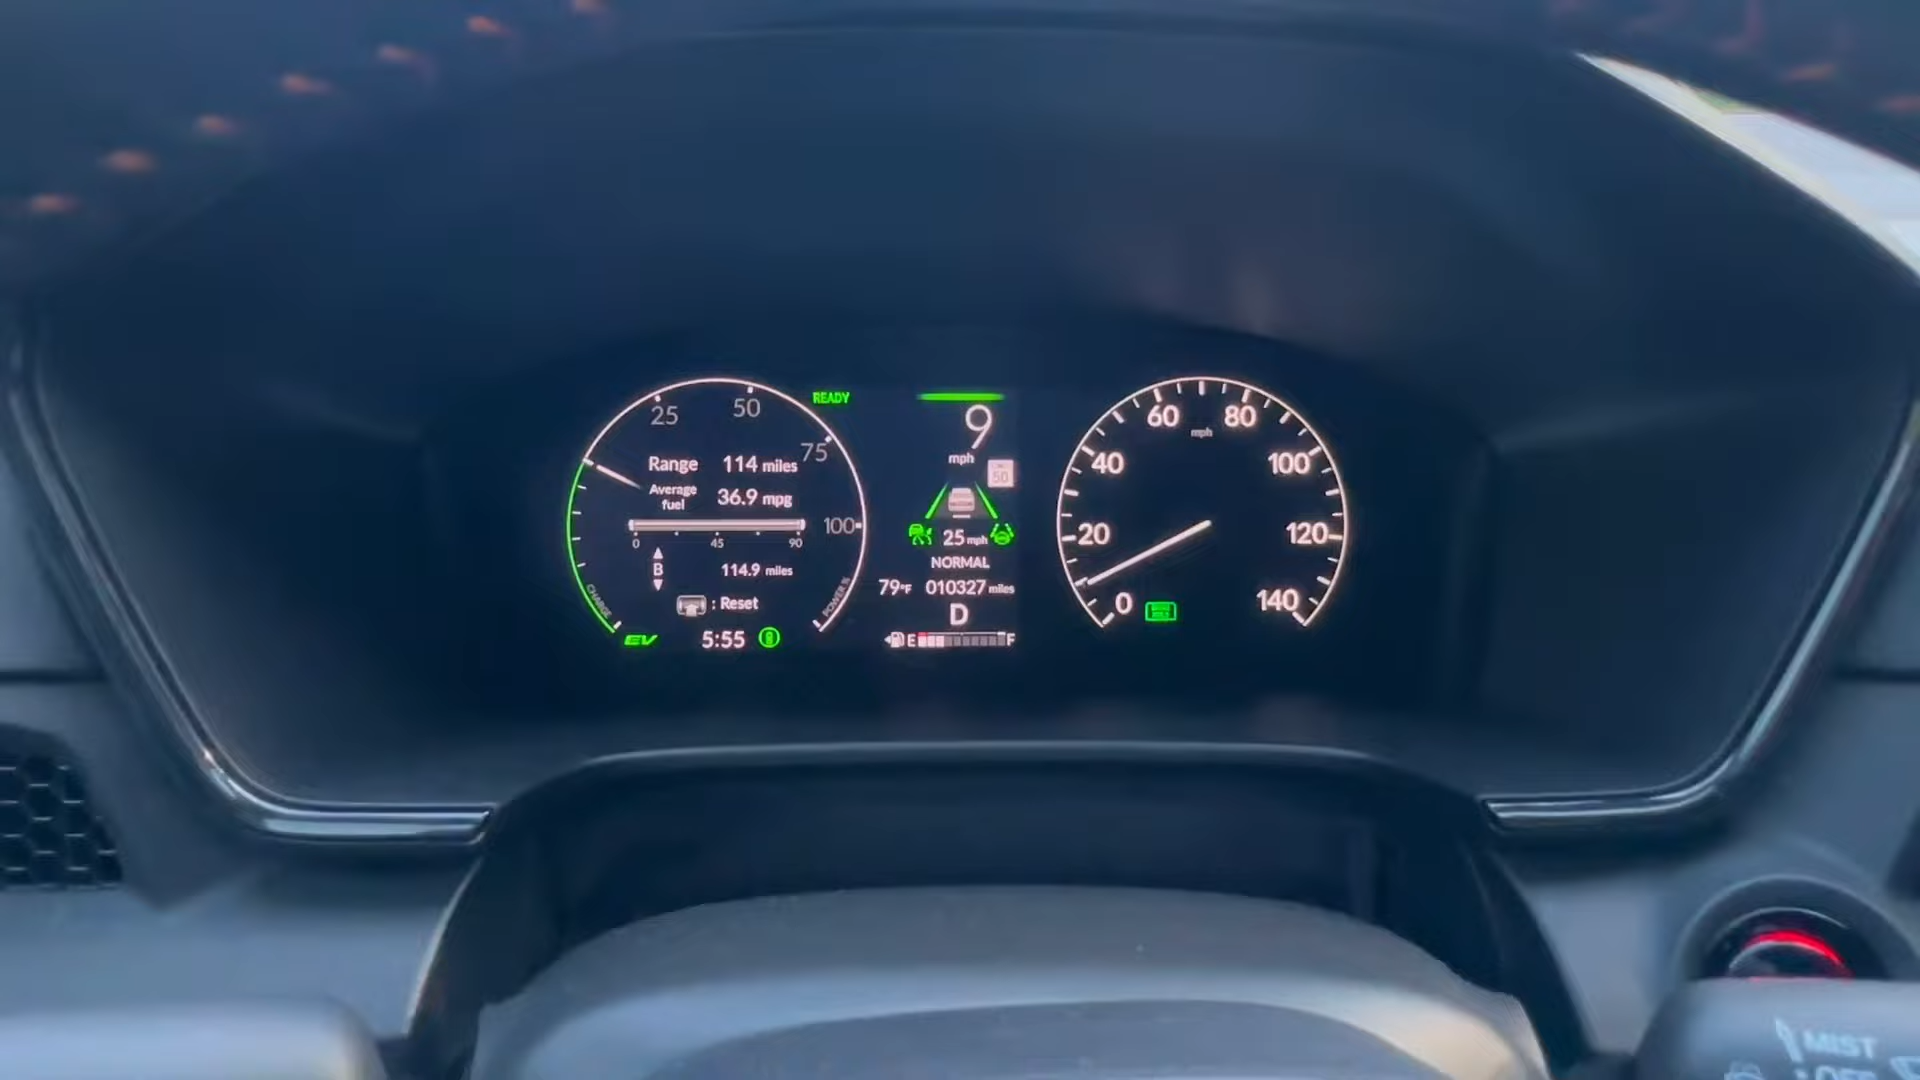 25 50 75 100
READY
Range 114 miles
Average fuel 36.9 mpg
0 45 90
B 114.9 miles
: Reset
CHARGE
POWER %
EV 5:55
9
mph
50
25 mph
NORMAL
79°F 010327 miles
D
E F
0 20 40 60 80 100 120 140
mph
MIST
OFF